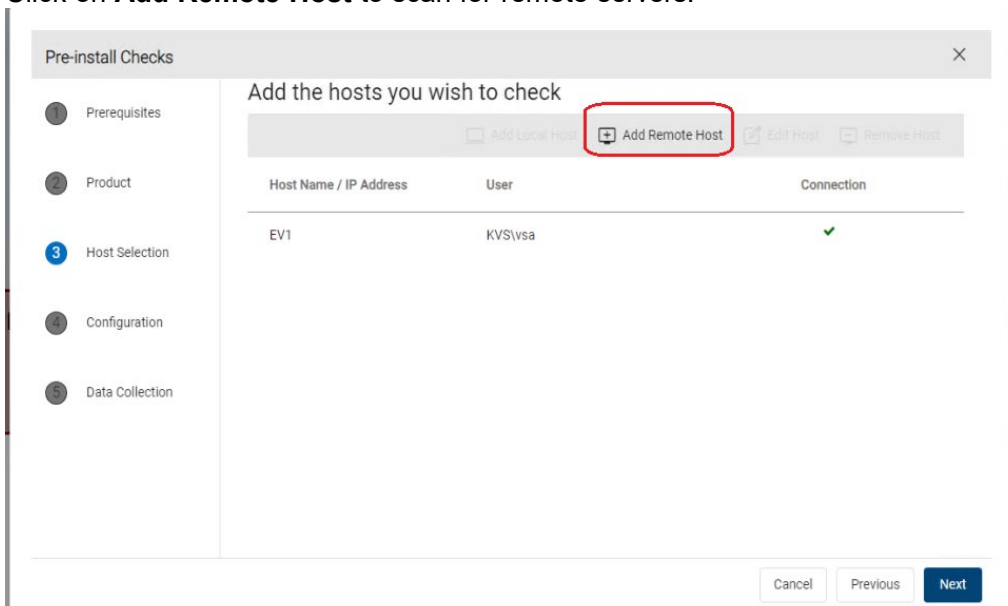 Click on Add Remote Host to scan for remote servers.
Pre-install Checks
Add the hosts you wish to check
Add Local Host Add Remote Host Edit Host Remove Host
1 Prerequisites
2 Product
3 Host Selection
4 Configuration
5 Data Collection
Host Name / IP Address User Connection
EV1 KVS\vsa
Cancel Previous Next